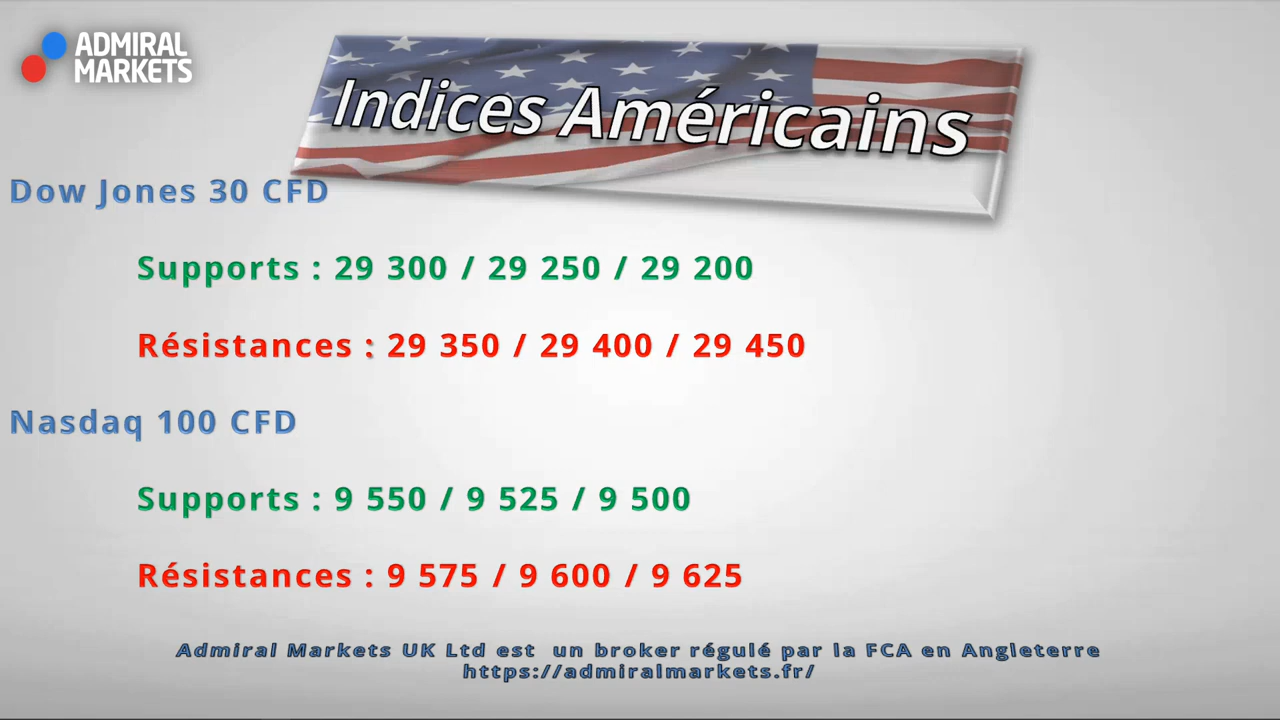 ADMIRAL
MARKETS
Indices Américains
Dow Jones 30 CFD
Supports : 29 300 / 29 250 / 29 200
Résistances : 29 350 / 29 400 / 29 450
Nasdaq 100 CFD
Supports : 9 550 / 9 525 / 9 500
Résistances : 9 575 / 9 600 / 9 625
Admiral Markets UK Ltd est un broker régulé par la FCA en Angleterre
https://admiralmarkets.fr/